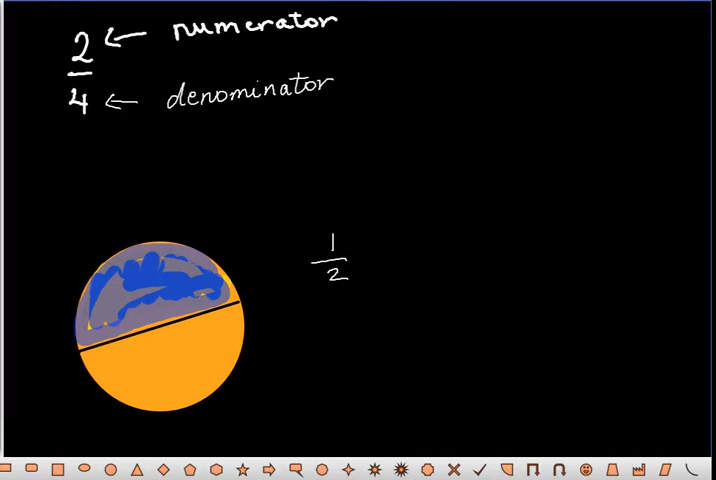 2 ← numerator
4 ← denominator
1
2